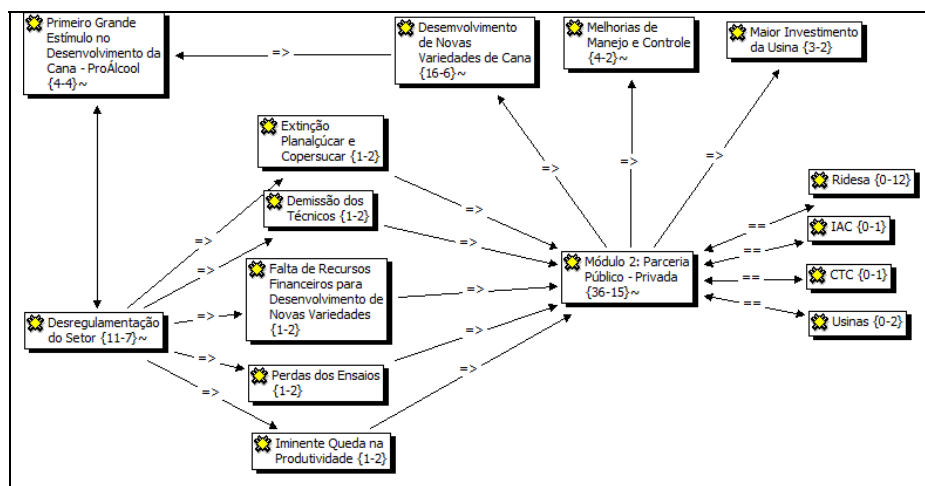 Primeiro Grande
Estímulo no
Desenvolvimento da
Cana - ProÁlcool
{4-4}~
=>
Desemvolvimento
de Novas
Variedades de Cana
{16-6}~
Melhorias de
Manejo e Controle
{4-2}~
Maior Investimento
da Usina {3-2}
=>
=>
=>
Extinção
Planalçúcar e
Copersucar {1-2}
=>
=>
Demissão dos
Técnicos {1-2}
=>
=>
Falta de Recursos
Financeiros para
Desenvolvimento de
Novas Variedades
{1-2}
=>
=>
Desregulamentação
do Setor {11-7}~
=>
Perdas dos Ensaios
{1-2}
=>
=>
Iminente Queda na
Produtividade {1-2}
=>
Módulo 2: Parceria
Público - Privada
{36-15}~
==
Ridesa {0-12}
==
IAC {0-1}
==
CTC {0-1}
==
Usinas {0-2}